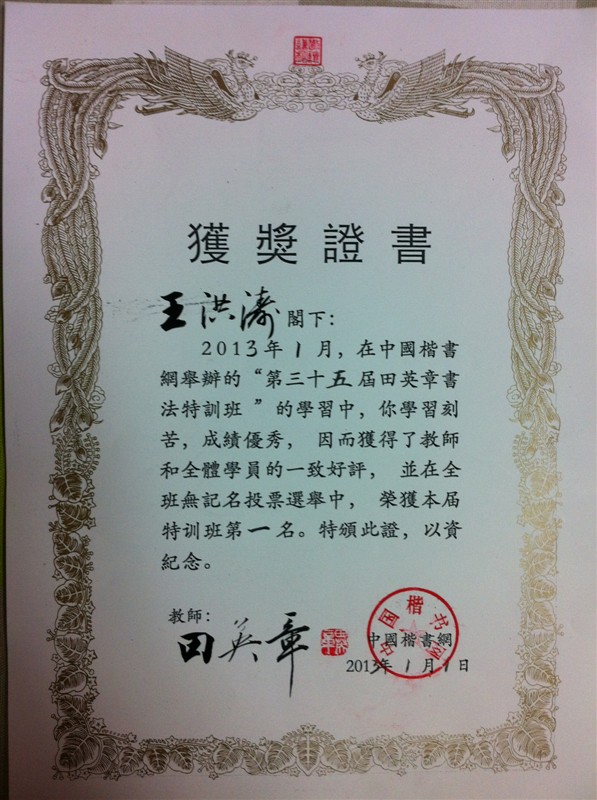 獲獎證書
王洪濤閣下：
2013年1月，在中國楷書
網舉辦的“第三十五屆田英章書
法特訓班”的學習中，你學習刻
苦，成績優秀，因而獲得了教師
和全體學員的一致好評，並在全
班無記名投票選舉中，榮獲本届
特训班第一名。特頒此證，以資
紀念。
教師：
田英章
中国楷书网
中國楷書網
2013年1月1日